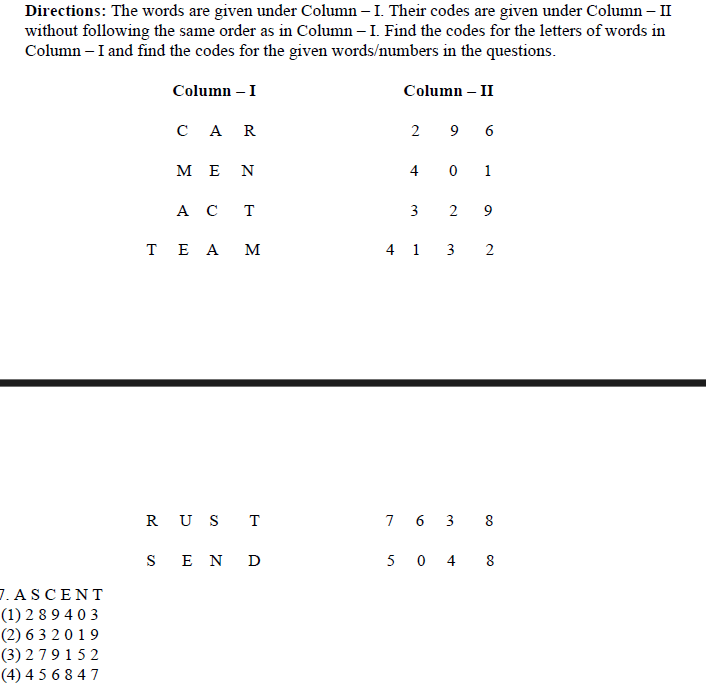 Directions: The words are given under Column – I. Their codes are given under Column – II
without following the same order as in Column – I. Find the codes for the letters of words in
Column – I and find the codes for the given words/numbers in the questions.
Column – I Column – II
C A R 2 9 6
M E N 4 0 1
A C T 3 2 9
T E A M 4 1 3 2
R U S T 7 6 3 8
S E N D 5 0 4 8
7. A S C E N T
(1) 2 8 9 4 0 3
(2) 6 3 2 0 1 9
(3) 2 7 9 1 5 2
(4) 4 5 6 8 4 7